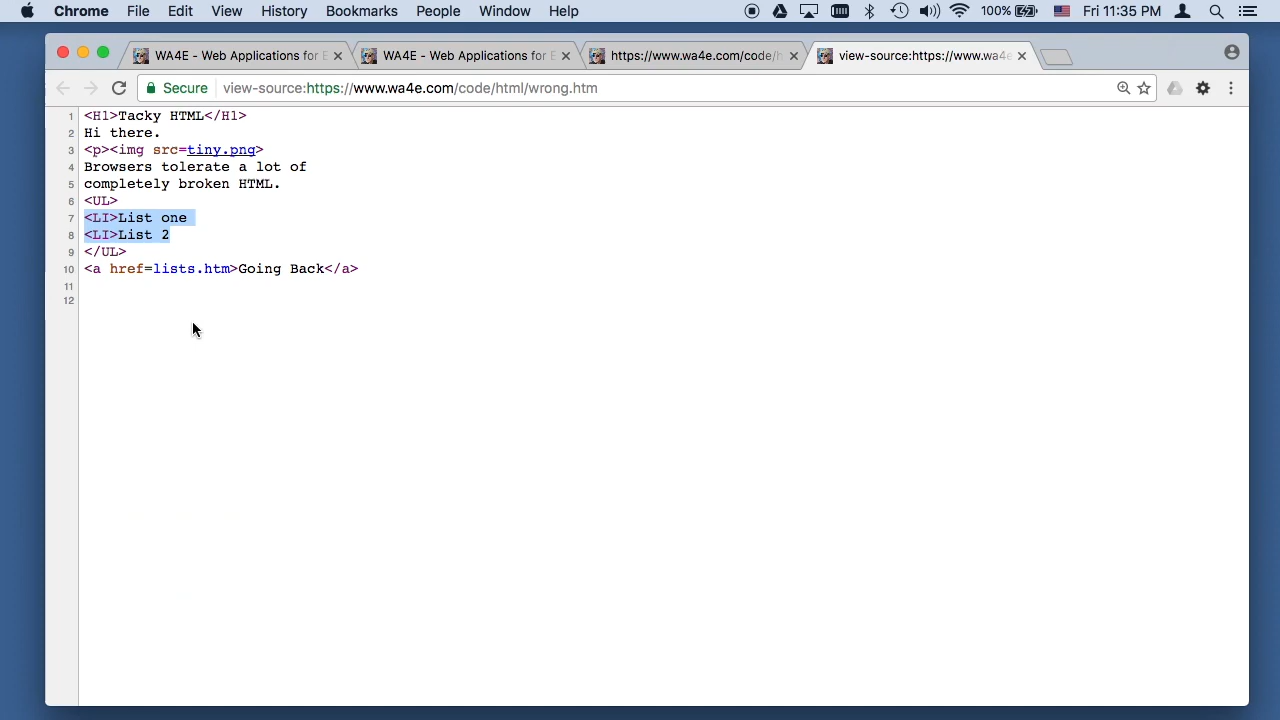 Chrome File Edit View History Bookmarks People Window Help 100% Fri 11:35 PM
WA4E - Web Applications for E WA4E - Web Applications for E https://www.wa4e.com/code/h view-source:https://www.wa4e
Secure view-source:https://www.wa4e.com/code/html/wrong.htm
1 <H1>Tacky HTML</H1>
2 Hi there.
3 <p><img src=tiny.png>
4 Browsers tolerate a lot of
5 completely broken HTML.
6 <UL>
7 <LI>List one
8 <LI>List 2
9 </UL>
10 <a href=lists.htm>Going Back</a>
11
12